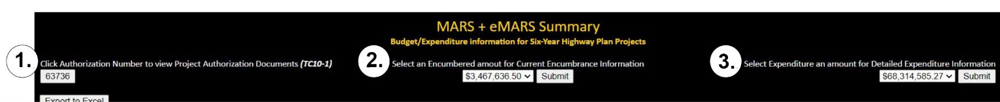 MARS + eMARS Summary
Budget/Expenditure information for Six-Year Highway Plan Projects
1.
Click Authorization Number to view Project Authorization Documents (TC10-1)
63736
2.
Select an Encumbered amout for Current Encumbrance Information
$3,467,636.50 Submit
3.
Select Expenditure an amount for Detailed Expenditure Information
$68,314,585.27 Submit
Export to Excel